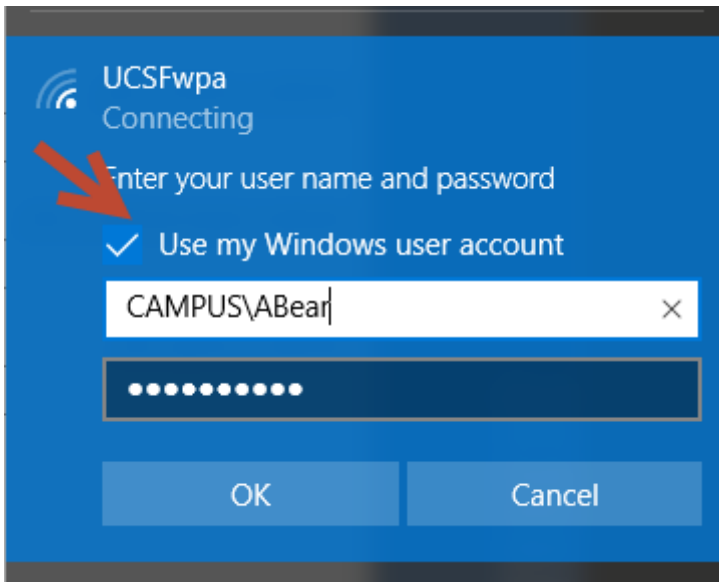 UCSFwpa
Connecting
Enter your user name and password
Use my Windows user account
CAMPUS\ABear
OK
Cancel